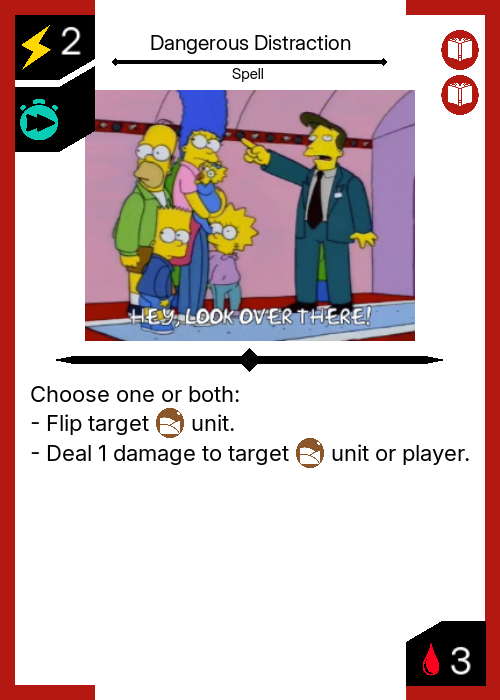 2
Dangerous Distraction
Spell
HEY, LOOK OVER THERE!
Choose one or both:
- Flip target unit.
- Deal 1 damage to target unit or player.
3